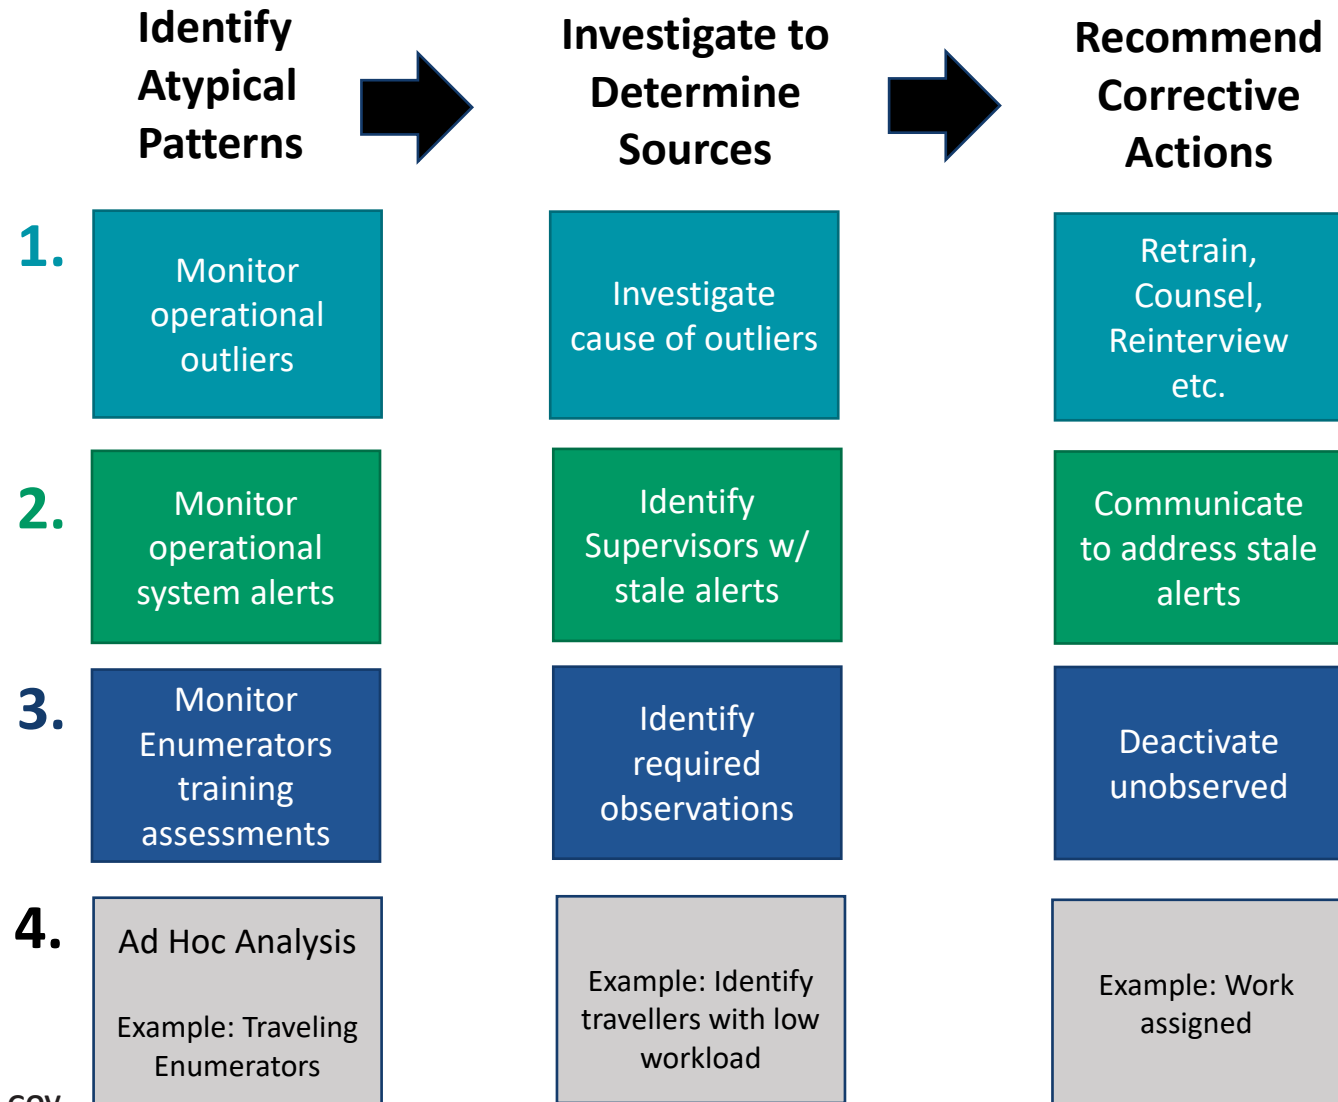 Identify
Atypical
Patterns
Investigate to
Determine
Sources
Recommend
Corrective
Actions
1.
Monitor
operational
outliers
Investigate
cause of outliers
Retrain,
Counsel,
Reinterview
etc.
2.
Monitor
operational
system alerts
Identify
Supervisors w/
stale alerts
Communicate
to address stale
alerts
3.
Monitor
Enumerators
training
assessments
Identify
required
observations
Deactivate
unobserved
4.
Ad Hoc Analysis
Example: Traveling
Enumerators
Example: Identify
travellers with low
workload
Example: Work
assigned
gov